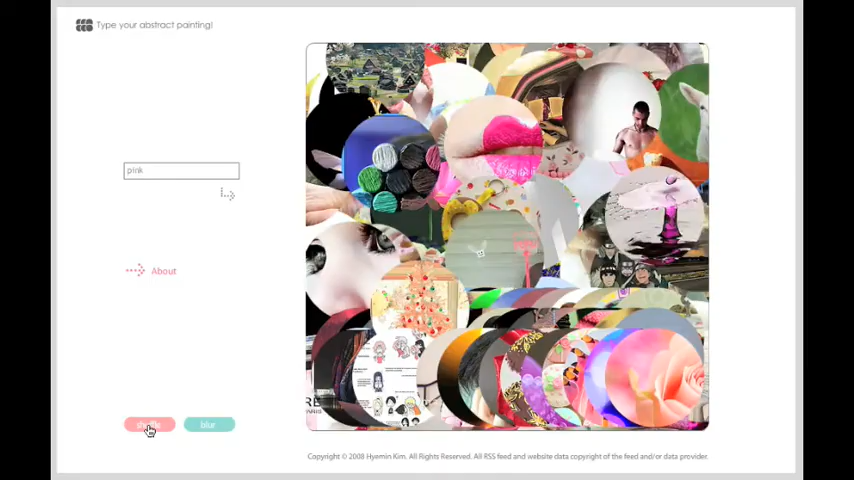 Type your abstract painting!
pink
About
blur
Copyright © 2008 Hyemin Kim. All Rights Reserved. All RSS feed and website data copyright of the feed and/or data provider.